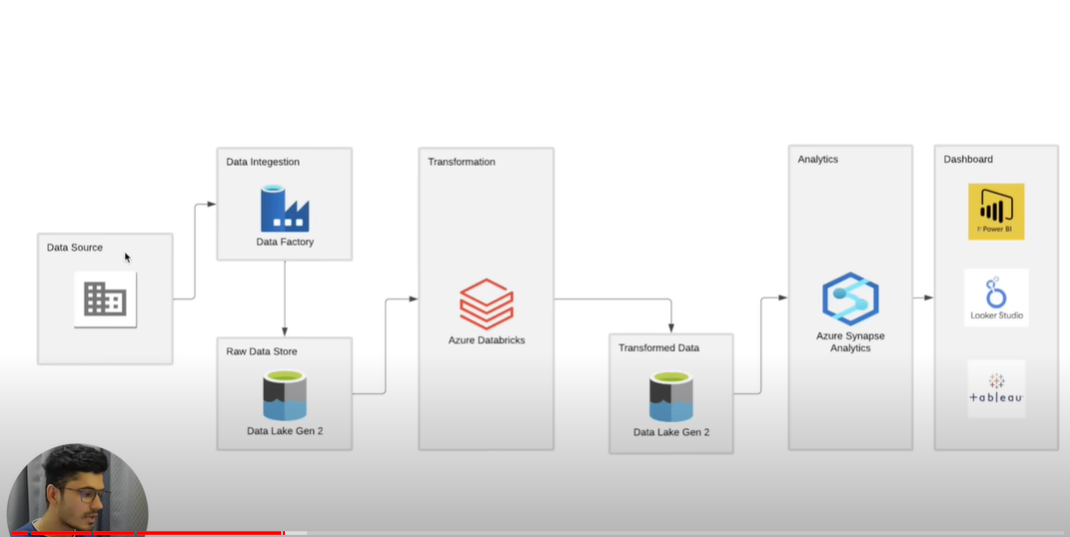 Data Source
Data Integestion
Data Factory
Raw Data Store
Data Lake Gen 2
Transformation
Azure Databricks
Transformed Data
Data Lake Gen 2
Analytics
Azure Synapse
Analytics
Dashboard
Power BI
Looker Studio
+ableau